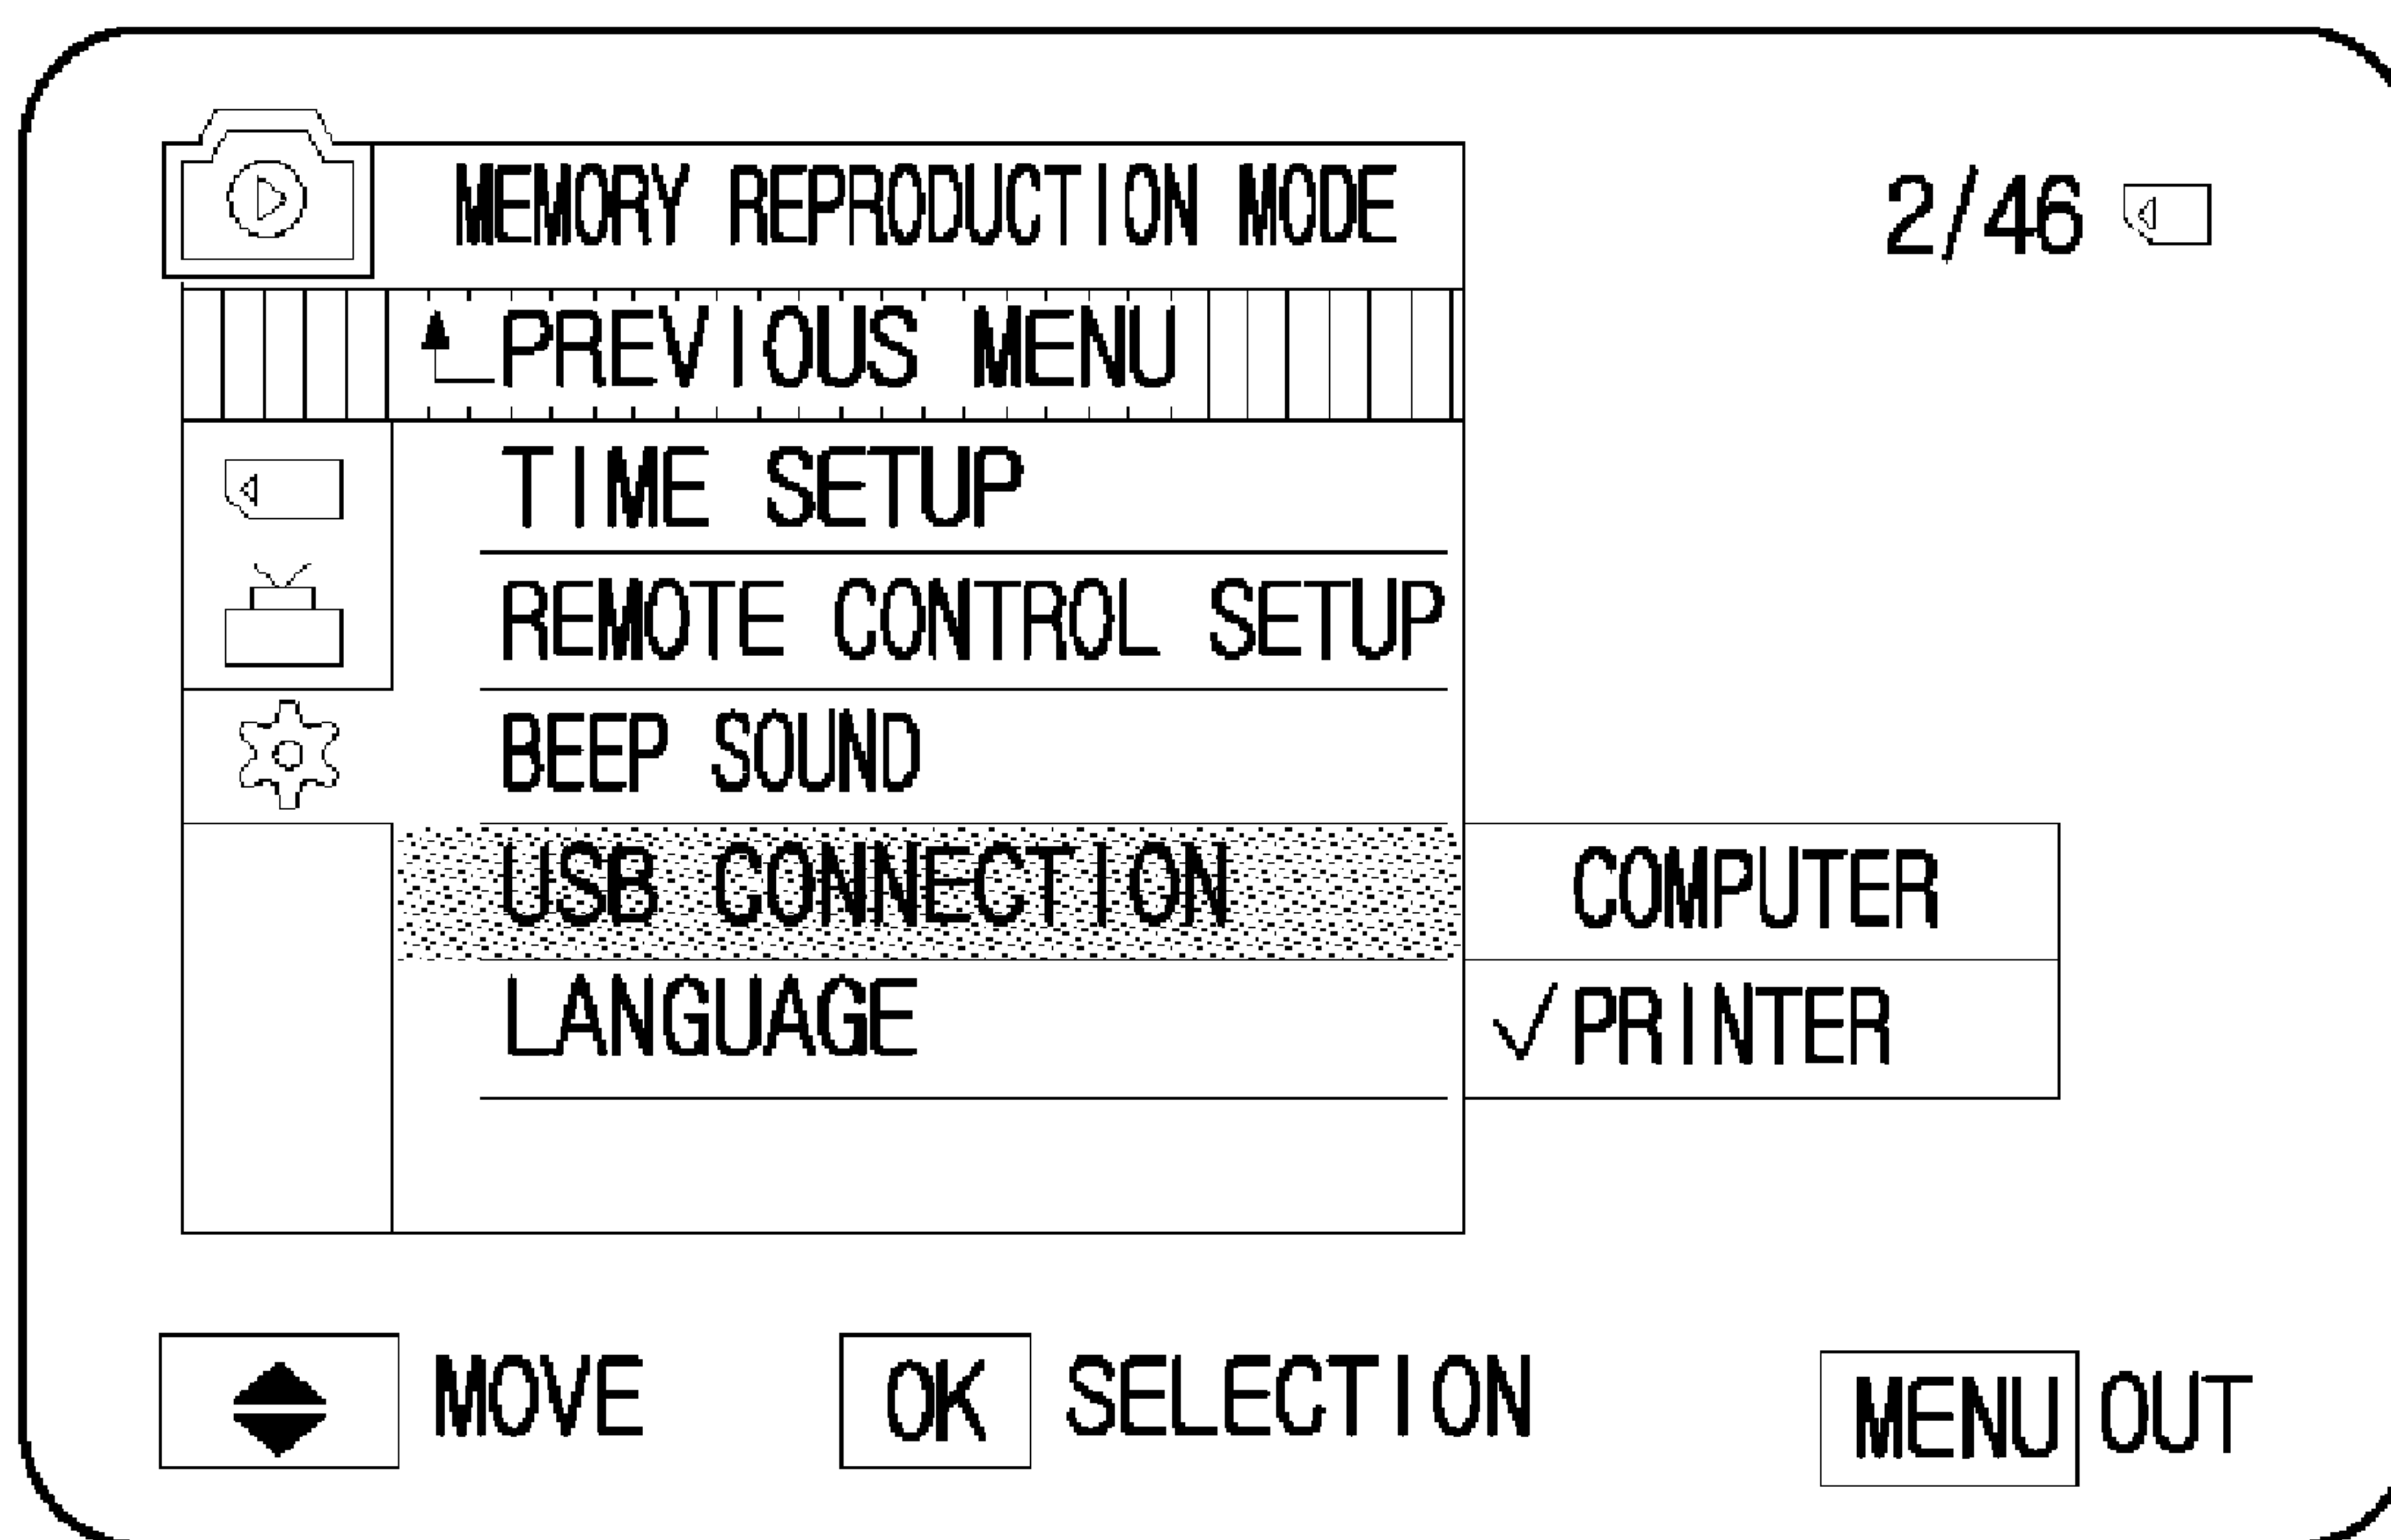 MEMORY REPRODUCTION MODE
2/46
PREVIOUS MENU
TIME SETUP
REMOTE CONTROL SETUP
BEEP SOUND
USB CONNECTION
COMPUTER
LANGUAGE
✓PRINTER
MOVE
OK SELECTION
MENU OUT